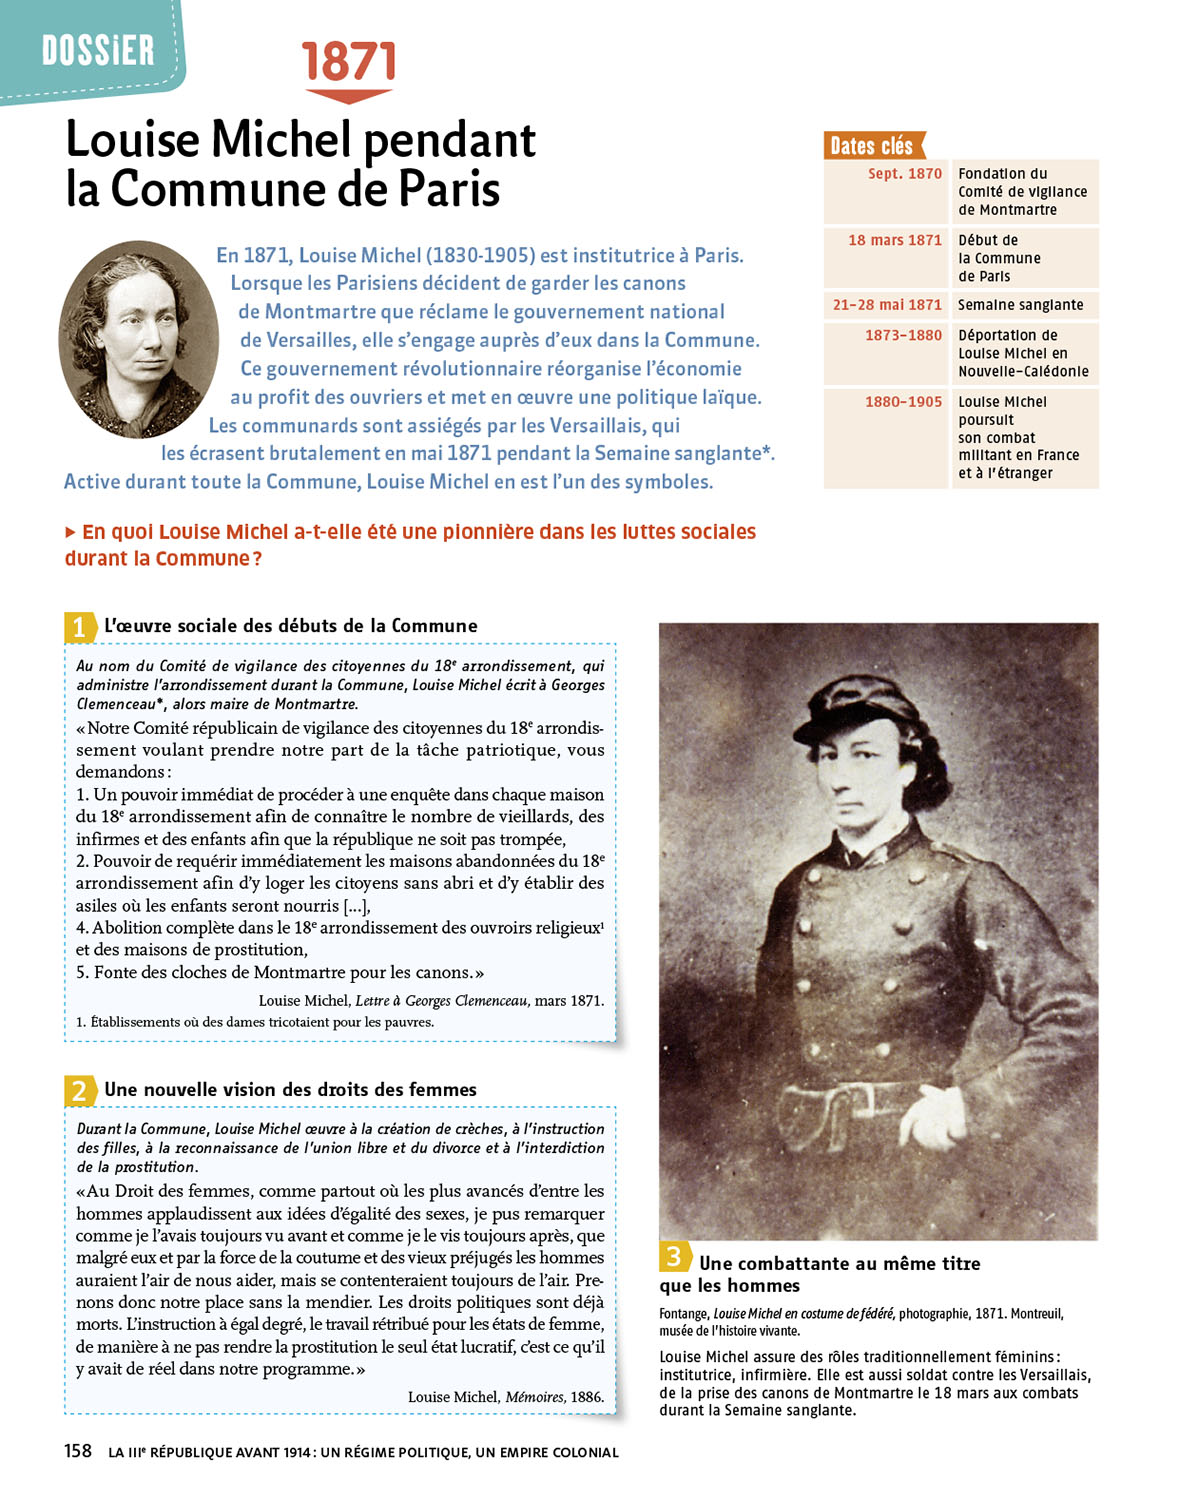 DOSSiER
1871
Louise Michel pendant
la Commune de Paris
En 1871, Louise Michel (1830-1905) est institutrice à Paris.
Lorsque les Parisiens décident de garder les canons
de Montmartre que réclame le gouvernement national
de Versailles, elle s’engage auprès d’eux dans la Commune.
Ce gouvernement révolutionnaire réorganise l’économie
au profit des ouvriers et met en œuvre une politique laïque.
Les communards sont assiégés par les Versaillais, qui
les écrasent brutalement en mai 1871 pendant la Semaine sanglante*.
Active durant toute la Commune, Louise Michel en est l’un des symboles.
▶ En quoi Louise Michel a-t-elle été une pionnière dans les luttes sociales
durant la Commune ?
Dates clés
Sept. 1870 Fondation du
Comité de vigilance
de Montmartre
18 mars 1871 Début de
la Commune
de Paris
21-28 mai 1871 Semaine sanglante
1873-1880 Déportation de
Louise Michel en
Nouvelle-Calédonie
1880-1905 Louise Michel
poursuit
son combat
militant en France
et à l’étranger
1 L’œuvre sociale des débuts de la Commune
Au nom du Comité de vigilance des citoyennes du 18e arrondissement, qui
administre l’arrondissement durant la Commune, Louise Michel écrit à Georges
Clemenceau*, alors maire de Montmartre.
« Notre Comité républicain de vigilance des citoyennes du 18e arrondis-
sement voulant prendre notre part de la tâche patriotique, vous
demandons :
1. Un pouvoir immédiat de procéder à une enquête dans chaque maison
du 18e arrondissement afin de connaître le nombre de vieillards, des
infirmes et des enfants afin que la république ne soit pas trompée,
2. Pouvoir de requérir immédiatement les maisons abandonnées du 18e
arrondissement afin d’y loger les citoyens sans abri et d’y établir des
asiles où les enfants seront nourris [...],
4. Abolition complète dans le 18e arrondissement des ouvroirs religieux1
et des maisons de prostitution,
5. Fonte des cloches de Montmartre pour les canons. »
Louise Michel, Lettre à Georges Clemenceau, mars 1871.
1. Établissements où des dames tricotaient pour les pauvres.
2 Une nouvelle vision des droits des femmes
Durant la Commune, Louise Michel œuvre à la création de crèches, à l’instruction
des filles, à la reconnaissance de l’union libre et du divorce et à l’interdiction
de la prostitution.
« Au Droit des femmes, comme partout où les plus avancés d’entre les
hommes applaudissent aux idées d’égalité des sexes, je pus remarquer
comme je l’avais toujours vu avant et comme je le vis toujours après, que
malgré eux et par la force de la coutume et des vieux préjugés les hommes
auraient l’air de nous aider, mais se contenteraient toujours de l’air. Pre-
nons donc notre place sans la mendier. Les droits politiques sont déjà
morts. L’instruction à égal degré, le travail rétribué pour les états de femme,
de manière à ne pas rendre la prostitution le seul état lucratif, c’est ce qu’il
y avait de réel dans notre programme. »
Louise Michel, Mémoires, 1886.
3 Une combattante au même titre
que les hommes
Fontange, Louise Michel en costume de fédéré, photographie, 1871. Montreuil,
musée de l’histoire vivante.
Louise Michel assure des rôles traditionnellement féminins :
institutrice, infirmière. Elle est aussi soldat contre les Versaillais,
de la prise des canons de Montmartre le 18 mars aux combats
durant la Semaine sanglante.
158 LA IIIe RÉPUBLIQUE AVANT 1914 : UN RÉGIME POLITIQUE, UN EMPIRE COLONIAL